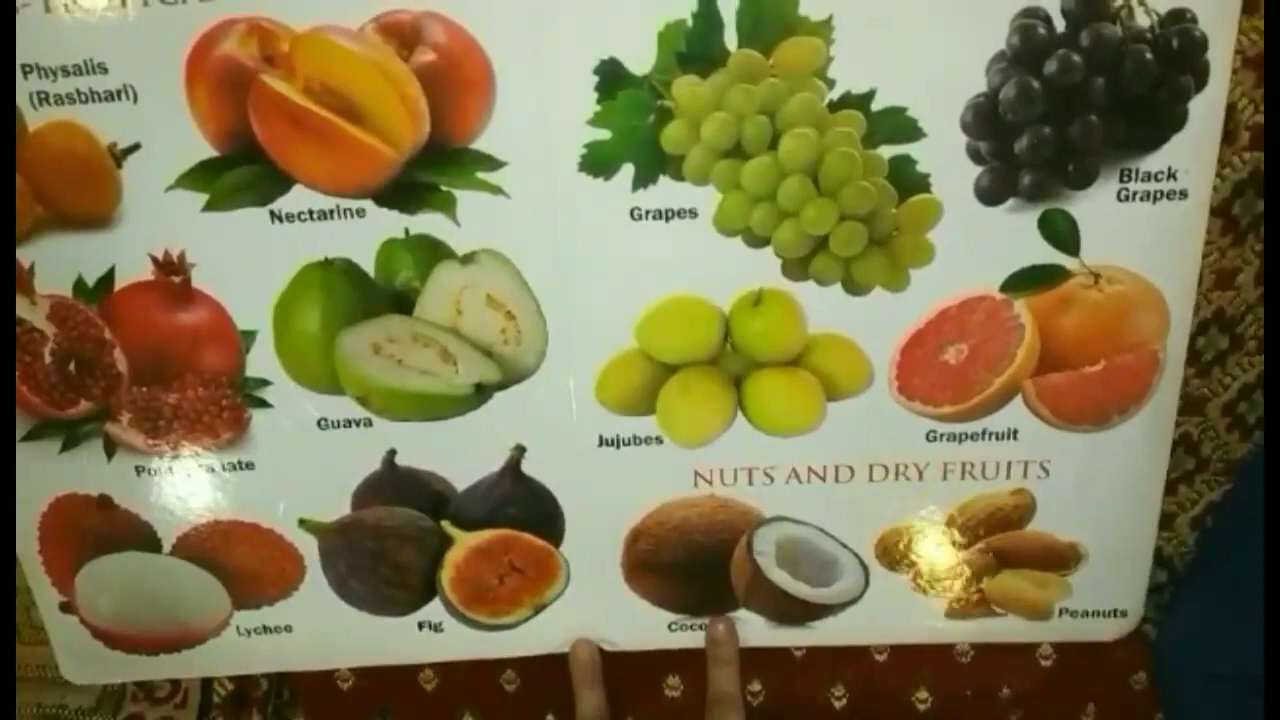 Physalis
(Rasbhari)
Nectarine
Grapes
Black
Grapes
Guava
Jujubes
Grapefruit
NUTS AND DRY FRUITS
Lychee
Fig
Peanuts